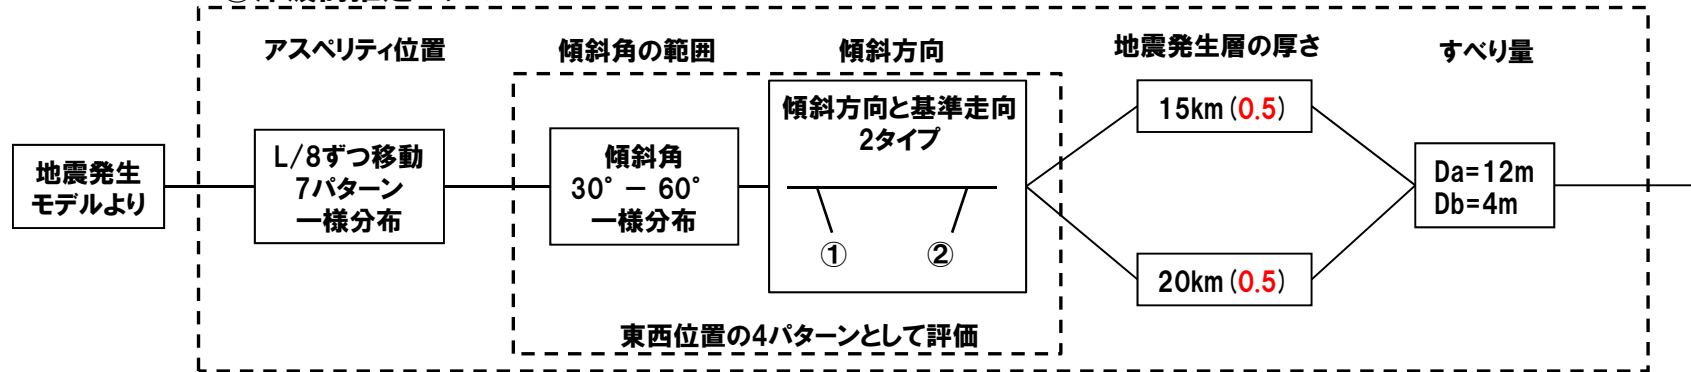 アスペリティ位置
傾斜角の範囲
傾斜方向
地震発生層の厚さ
すべり量
地震発生
モデルより
L/8ずつ移動
7パターン
一様分布
傾斜角
30° － 60°
一様分布
傾斜方向と基準走向
2タイプ
①
②
15km(0.5)
20km(0.5)
Da=12m
Db=4m
東西位置の4パターンとして評価